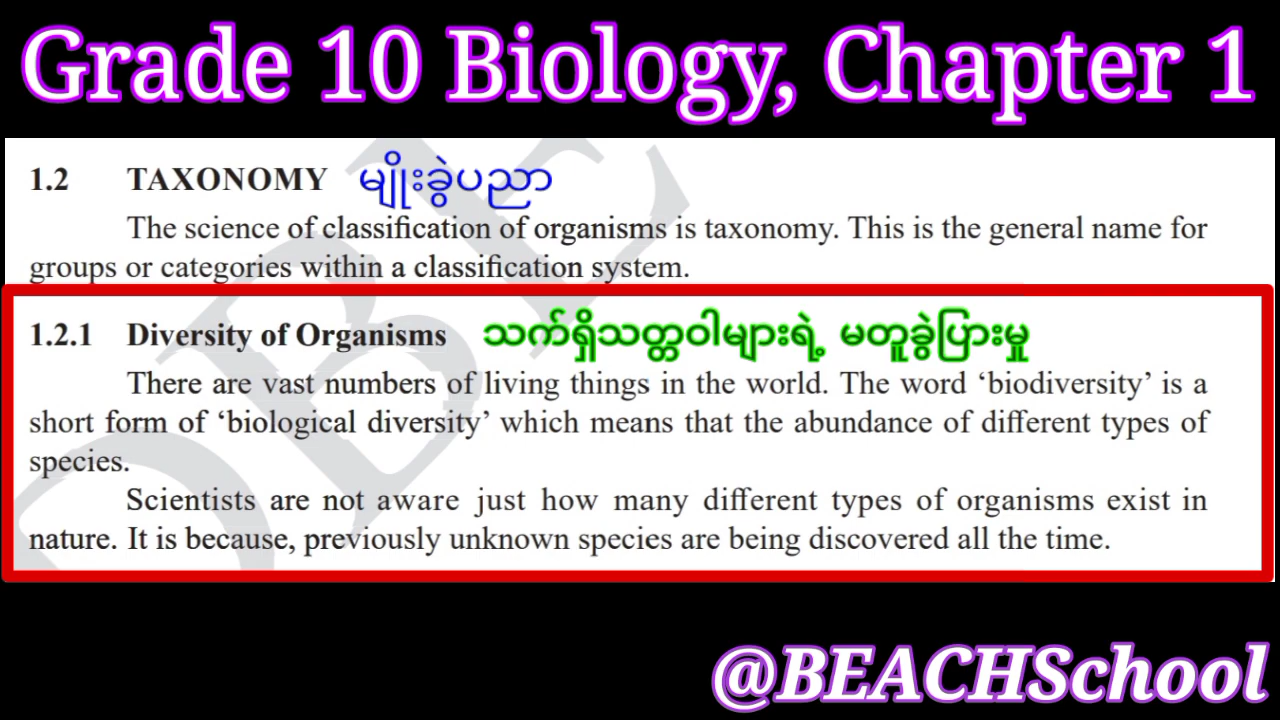 Grade 10 Biology, Chapter 1
1.2 TAXONOMY မျိုးခွဲပညာ
The science of classification of organisms is taxonomy. This is the general name for
groups or categories within a classification system.
1.2.1 Diversity of Organisms သက်ရှိသတ္တဝါများရဲ့ မတူခွဲပြားမှု
There are vast numbers of living things in the world. The word ‘biodiversity’ is a
short form of ‘biological diversity’ which means that the abundance of different types of
species.
Scientists are not aware just how many different types of organisms exist in
nature. It is because, previously unknown species are being discovered all the time.
@BEACHSchool